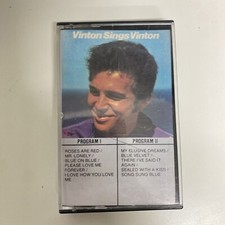 Vinton Sings Vinton
PROGRAM I
ROSES ARE RED /
MR. LONELY /
BLUE ON BLUE /
PLEASE LOVE ME
FOREVER /
I LOVE HOW YOU LOVE
ME
PROGRAM II
MY ELUSIVE DREAMS /
BLUE VELVET /
THERE I'VE SAID IT
AGAIN /
SEALED WITH A KISS /
SONG SUNG BLUE